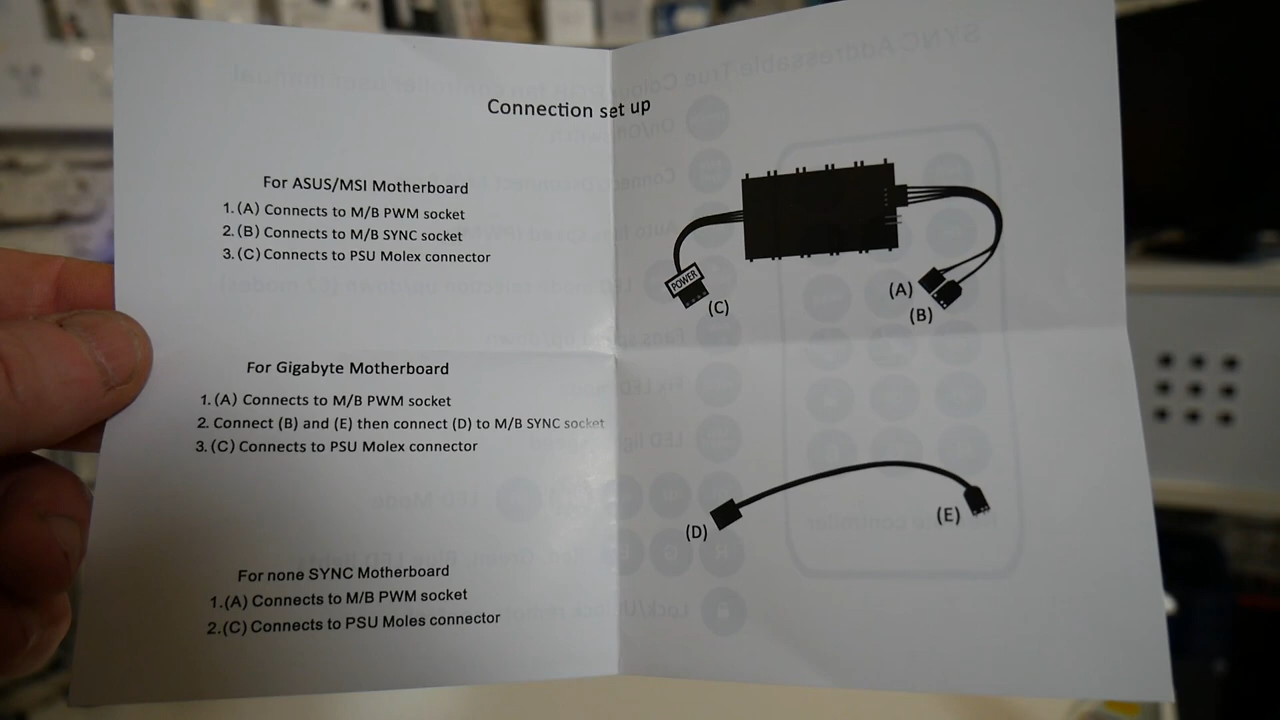 Connection set up
For ASUS/MSI Motherboard
1. (A) Connects to M/B PWM socket
2. (B) Connects to M/B SYNC socket
3. (C) Connects to PSU Molex connector
POWER
(C)
(A)
(B)
For Gigabyte Motherboard
1. (A) Connects to M/B PWM socket
2. Connect (B) and (E) then connect (D) to M/B SYNC socket
3. (C) Connects to PSU Molex connector
(D)
(E)
For none SYNC Motherboard
1.(A) Connects to M/B PWM socket
2.(C) Connects to PSU Moles connector